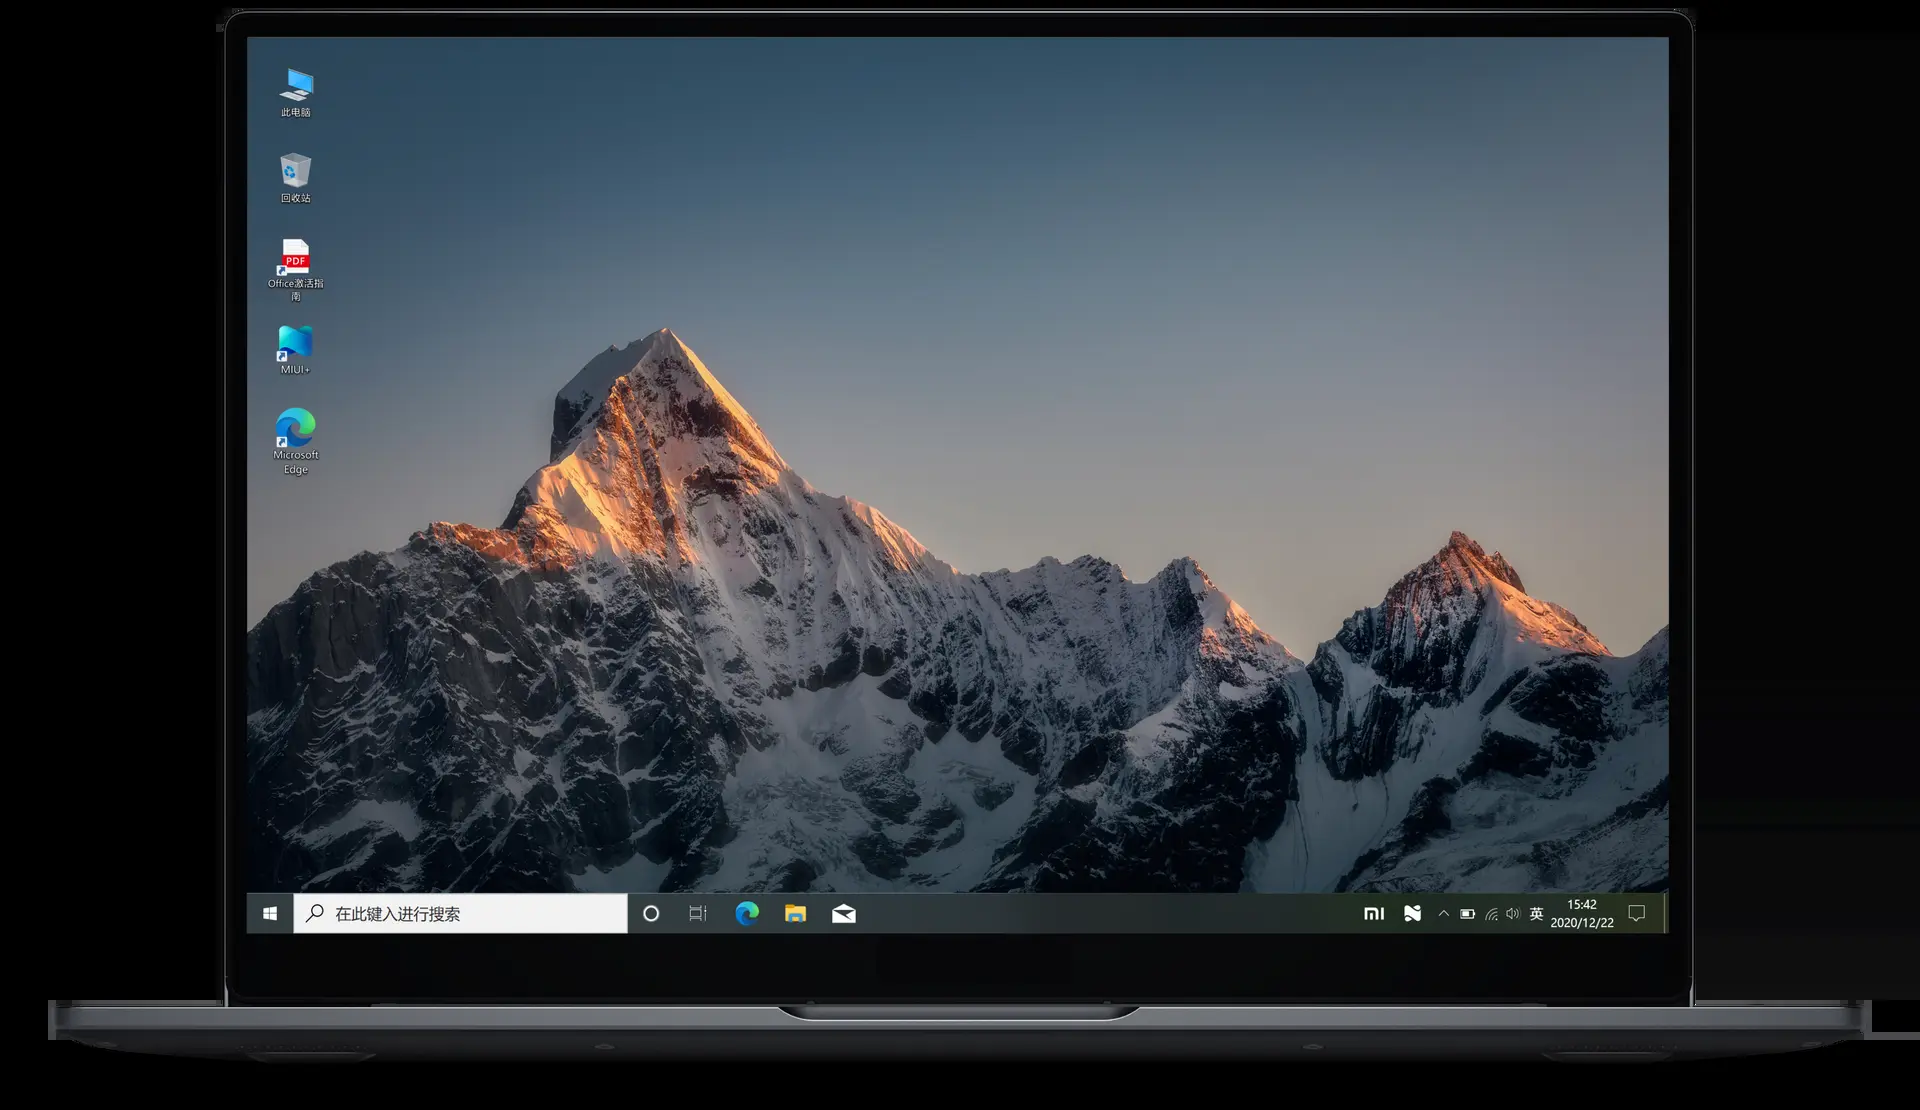 此电脑
回收站
PDF
Office激活指
南
MIUI+
Microsoft
Edge
在此键入进行搜索
mi
英
15:42
2020/12/22